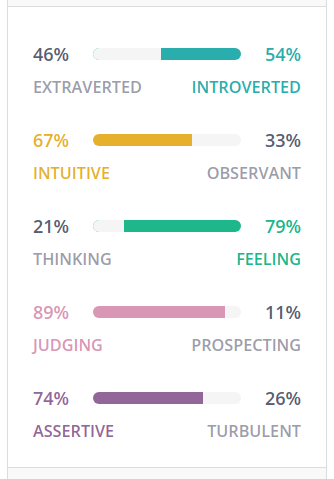 46% 54%
EXTRAVERTED INTROVERTED
67% 33%
INTUITIVE OBSERVANT
21% 79%
THINKING FEELING
89% 11%
JUDGING PROSPECTING
74% 26%
ASSERTIVE TURBULENT